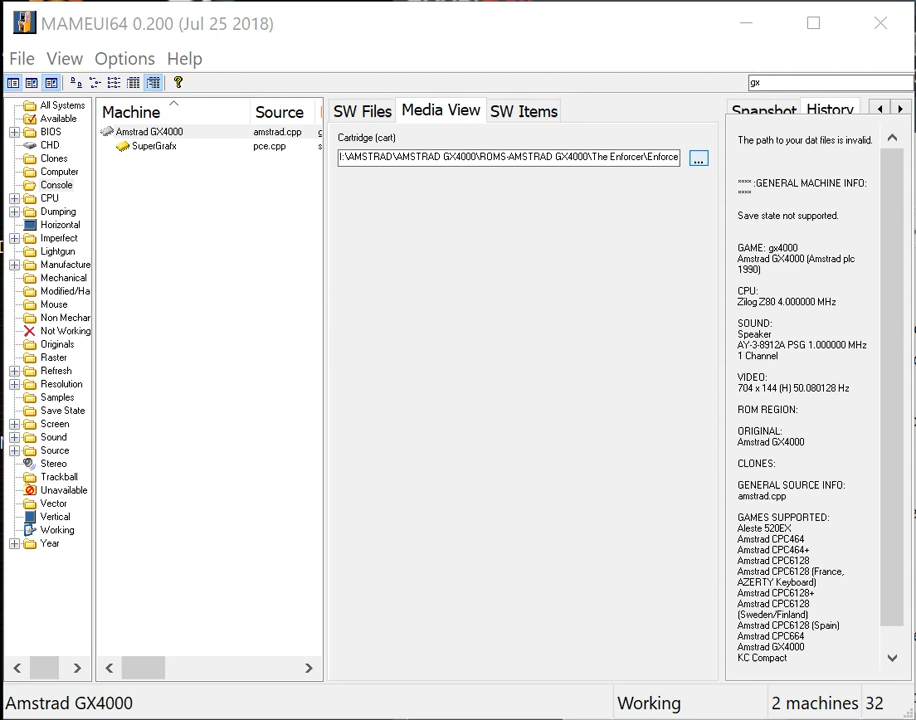 MAMEUI64 0.200 (Jul 25 2018)
File View Options Help
gx
All Systems
Available
BIOS
CHD
Clones
Computer
Console
CPU
Dumping
Horizontal
Imperfect
Lightgun
Manufacture
Mechanical
Modified/Ha
Mouse
Non Mechar
Not Working
Originals
Raster
Refresh
Resolution
Samples
Save State
Screen
Sound
Source
Stereo
Trackball
Unavailable
Vector
Vertical
Working
Year
Machine Source
Amstrad GX4000 amstrad.cpp g
SuperGrafx pce.cpp s
SW Files Media View SW Items
Cartridge (cart)
I:\AMSTRAD\AMSTRAD GX4000\ROMS-AMSTRAD GX4000\The Enforcer\Enforce
...
Snapshot History
The path to your dat files is invalid.
**** :GENERAL MACHINE INFO:
****
Save state not supported.
GAME: gx4000
Amstrad GX4000 (Amstrad plc
1990)
CPU:
Zilog Z80 4.000000 MHz
SOUND:
Speaker
AY-3-8912A PSG 1.000000 MHz
1 Channel
VIDEO:
704 x 144 (H) 50.080128 Hz
ROM REGION:
ORIGINAL:
Amstrad GX4000
CLONES:
GENERAL SOURCE INFO:
amstrad.cpp
GAMES SUPPORTED:
Aleste 520EX
Amstrad CPC464
Amstrad CPC464+
Amstrad CPC6128
Amstrad CPC6128 (France,
AZERTY Keyboard)
Amstrad CPC6128+
Amstrad CPC6128
(Sweden/Finland)
Amstrad CPC6128 (Spain)
Amstrad CPC664
Amstrad GX4000
KC Compact
Amstrad GX4000 Working 2 machines 32